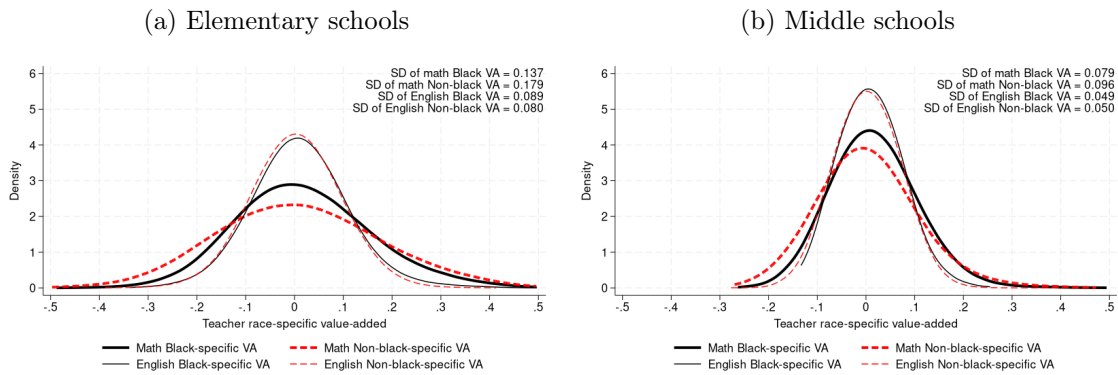 (a) Elementary schools
SD of math Black VA = 0.137
SD of math Non-black VA = 0.179
SD of English Black VA = 0.089
SD of English Non-black VA = 0.080
6
5
4
3
2
1
0
Density
-.5 -.4 -.3 -.2 -.1 0 .1 .2 .3 .4 .5
Teacher race-specific value-added
Math Black-specific VA Math Non-black-specific VA
English Black-specific VA English Non-black-specific VA
(b) Middle schools
SD of math Black VA = 0.079
SD of math Non-black VA = 0.096
SD of English Black VA = 0.049
SD of English Non-black VA = 0.050
6
5
4
3
2
1
0
Density
-.5 -.4 -.3 -.2 -.1 0 .1 .2 .3 .4 .5
Teacher race-specific value-added
Math Black-specific VA Math Non-black-specific VA
English Black-specific VA English Non-black-specific VA